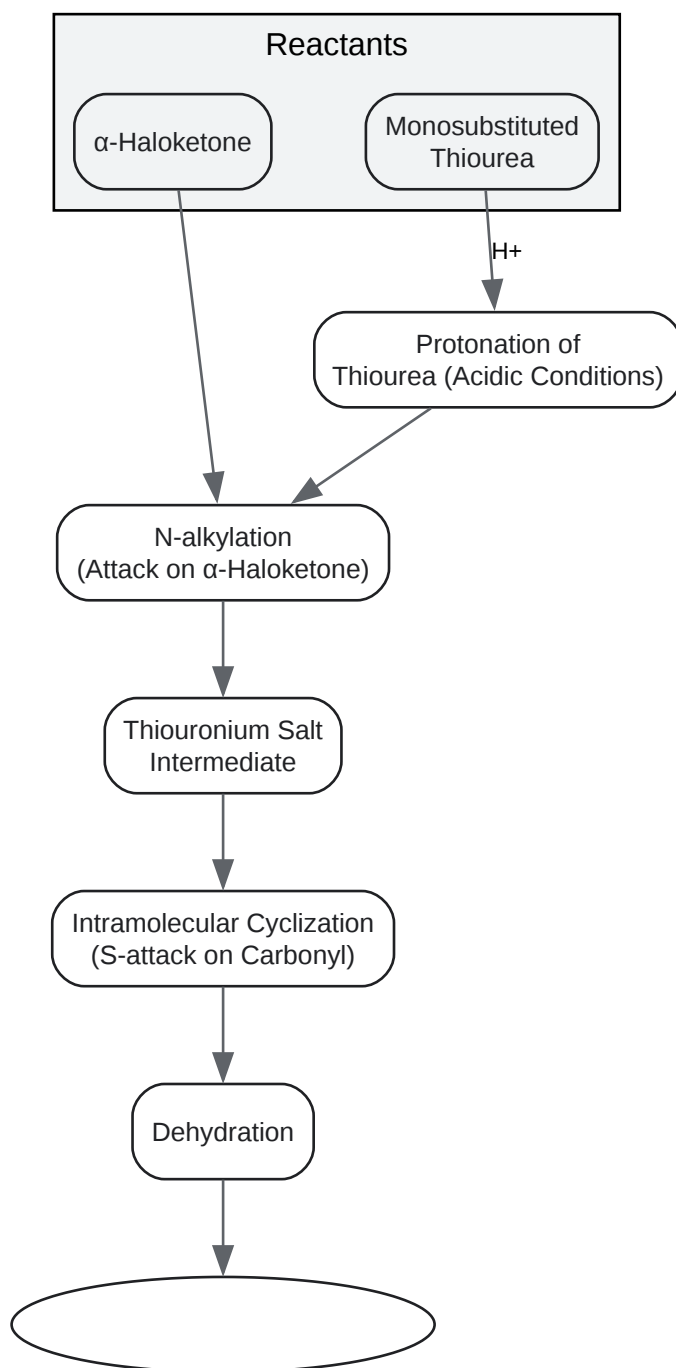 Reactants
α-Haloketone
Monosubstituted
Thiourea
H+
Protonation of
Thiourea (Acidic Conditions)
N-alkylation
(Attack on α-Haloketone)
Thiouronium Salt
Intermediate
Intramolecular Cyclization
(S-attack on Carbonyl)
Dehydration